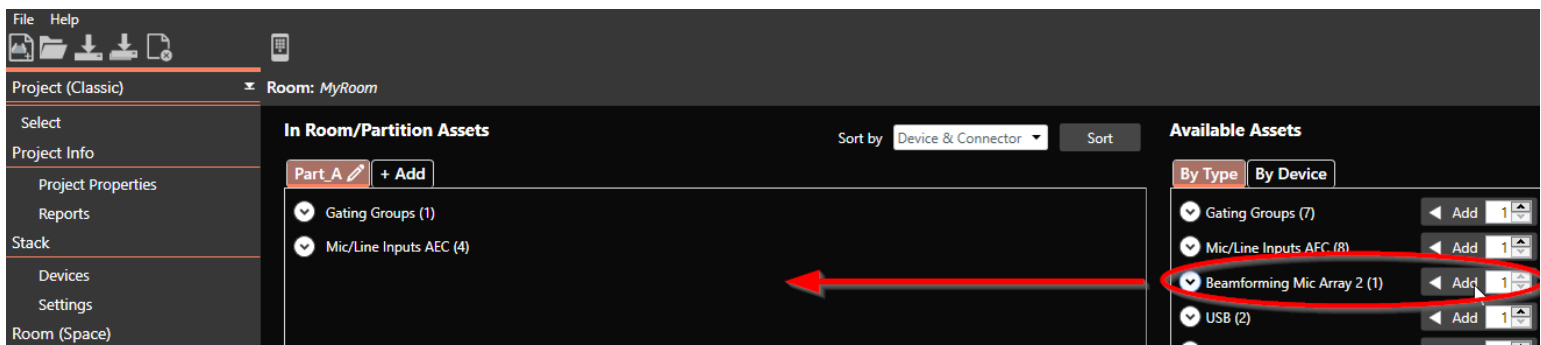 File Help
Project (Classic)
Room: MyRoom
Select
Project Info
Project Properties
Reports
Stack
Devices
Settings
Room (Space)
In Room/Partition Assets
Sort by Device & Connector Sort
Part_A + Add
Gating Groups (1)
Mic/Line Inputs AEC (4)
Available Assets
By Type By Device
Gating Groups (7) Add 1
Mic/Line Inputs AEC (8) Add 1
Beamforming Mic Array 2 (1) Add 1
USB (2) Add 1